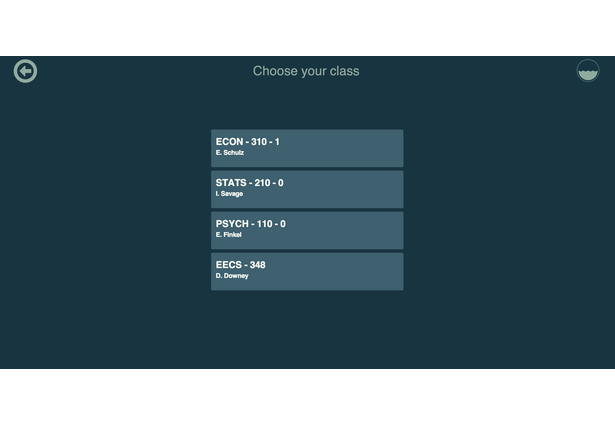 Choose your class
ECON - 310 - 1
E. Schulz
STATS - 210 - 0
I. Savage
PSYCH - 110 - 0
E. Finkel
EECS - 348
D. Downey